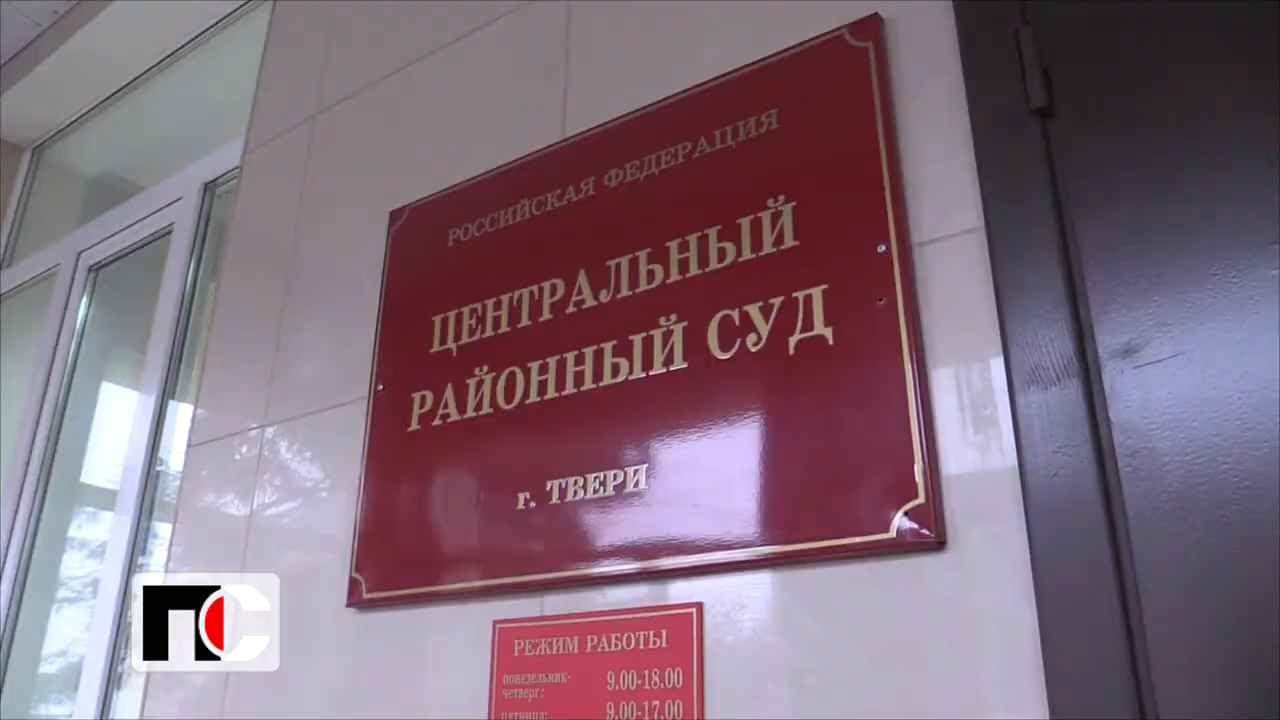 РОССИЙСКАЯ ФЕДЕРАЦИЯ
ЦЕНТРАЛЬНЫЙ
РАЙОННЫЙ СУД
г. ТВЕРИ
РЕЖИМ РАБОТЫ
понедельник-
четверг: 9.00-18.00
пятница: 9.00-17.00
ПС